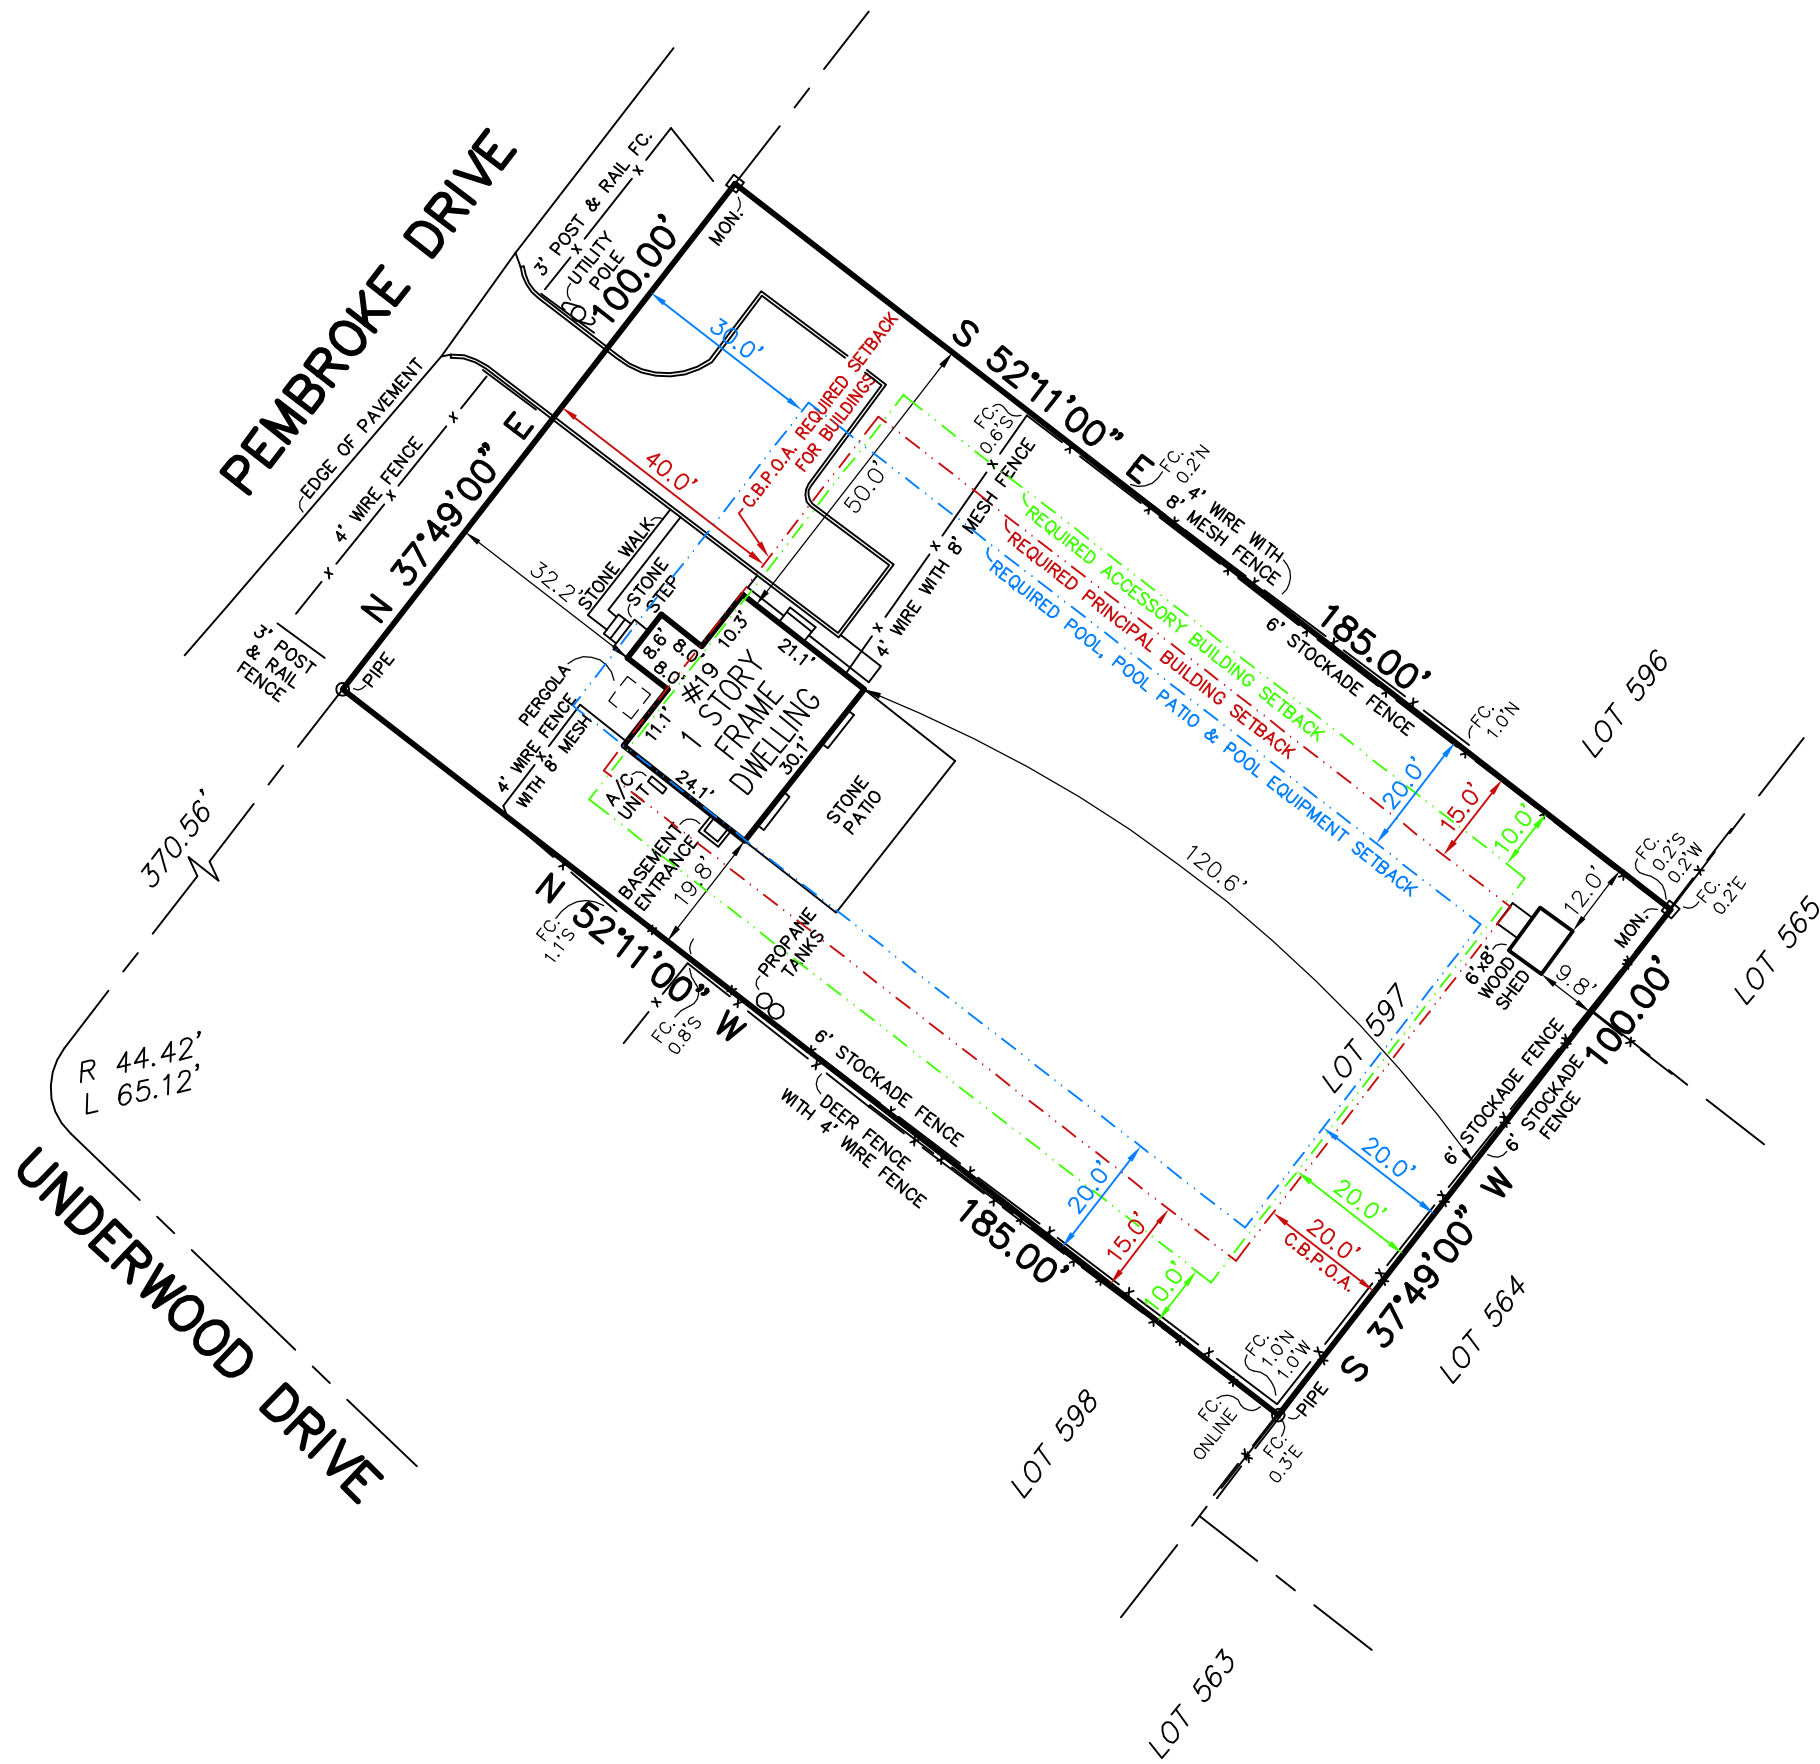 PEMBROKE DRIVE
EDGE OF PAVEMENT
3' POST & RAIL FC.
UTILITY
POLE
100.00'
MON.
N 37°49'00" E
4' WIRE FENCE
3' POST
& RAIL
FENCE
PIPE
30.0'
40.0'
32.2'
50.0'
C.B.P.O.A. REQUIRED SETBACK
FOR BUILDINGS
STONE WALK
STONE
STEP
PERGOLA
4' WIRE FENCE
WITH 8' MESH
8.6'
8.0'
8.0'
10.3'
21.1'
11.1'
24.1'
30.1'
#19
1 STORY
FRAME
DWELLING
A/C
UNIT
BASEMENT
ENTRANCE
19.8'
STONE
PATIO
PROPANE
TANKS
S 52°11'00" E
185.00'
FC.
0.6'S
4' WIRE WITH 8' MESH FENCE
FC.
0.2'N
4' WIRE WITH
8' MESH FENCE
6' STOCKADE FENCE
REQUIRED ACCESSORY BUILDING SETBACK
REQUIRED PRINCIPAL BUILDING SETBACK
REQUIRED POOL, POOL PATIO & POOL EQUIPMENT SETBACK
FC.
1.0'N
20.0'
15.0'
10.0'
LOT 596
120.6'
FC.
0.2'S
0.2'W
FC.
0.2'E
MON.
12.0'
9.8'
6'x8'
WOOD
SHED
LOT 565
LOT 597
100.00'
6' STOCKADE FENCE
6' STOCKADE
FENCE
20.0'
20.0'
20.0'
C.B.P.O.A.
S 37°49'00" W
LOT 564
N 52°11'00" W
185.00'
FC.
1.1'S
FC.
0.8'S
6' STOCKADE FENCE
DEER FENCE
WITH 4' WIRE FENCE
20.0'
15.0'
10.0'
FC.
1.0'N
1.0'W
PIPE
FC.
ONLINE
FC.
0.3'E
LOT 598
LOT 563
370.56'
R 44.42'
L 65.12'
UNDERWOOD DRIVE